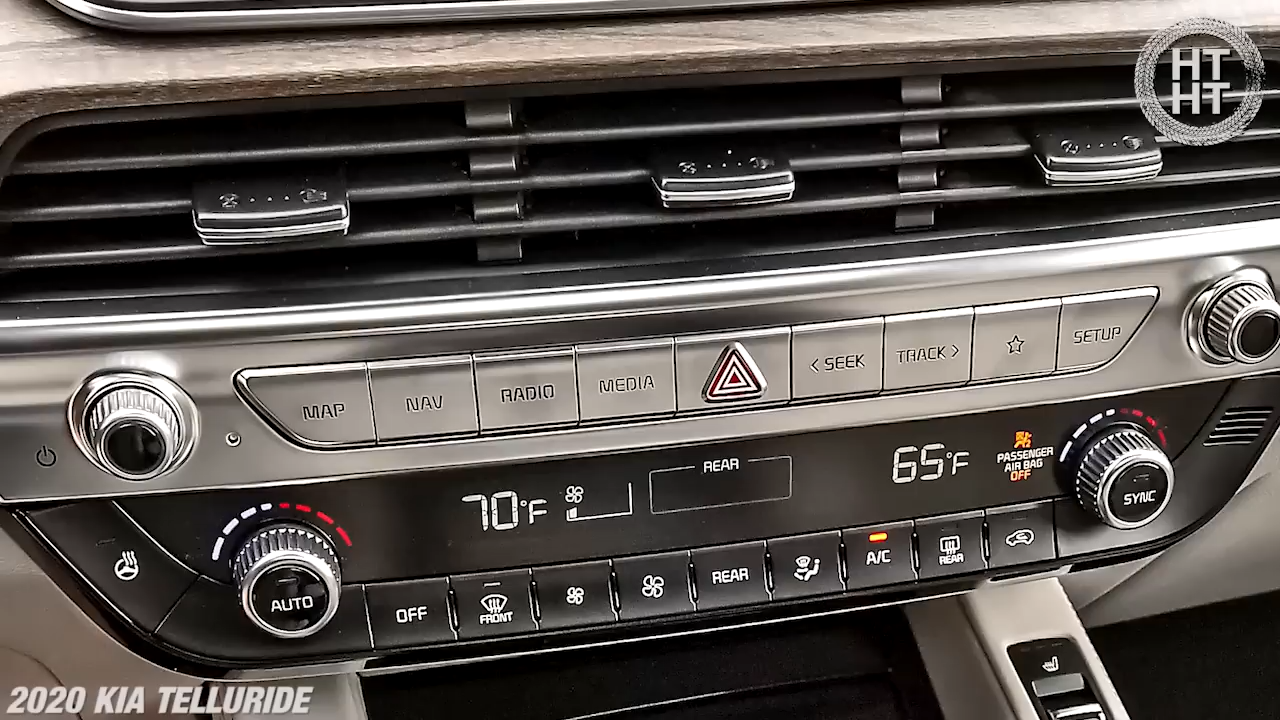 HT
HT
MAP NAV RADIO MEDIA < SEEK TRACK > SETUP
70°F REAR 65°F
PASSENGER
AIR BAG
OFF
SYNC
AUTO OFF FRONT REAR A/C REAR
2020 KIA TELLURIDE